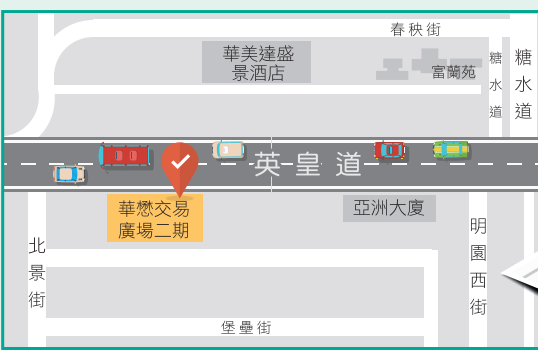 春秧街
華美達盛
景酒店
富蘭苑
糖水道
糖水道
英皇道
華懋交易
廣場二期
亞洲大廈
北景街
明園西街
堡壘街